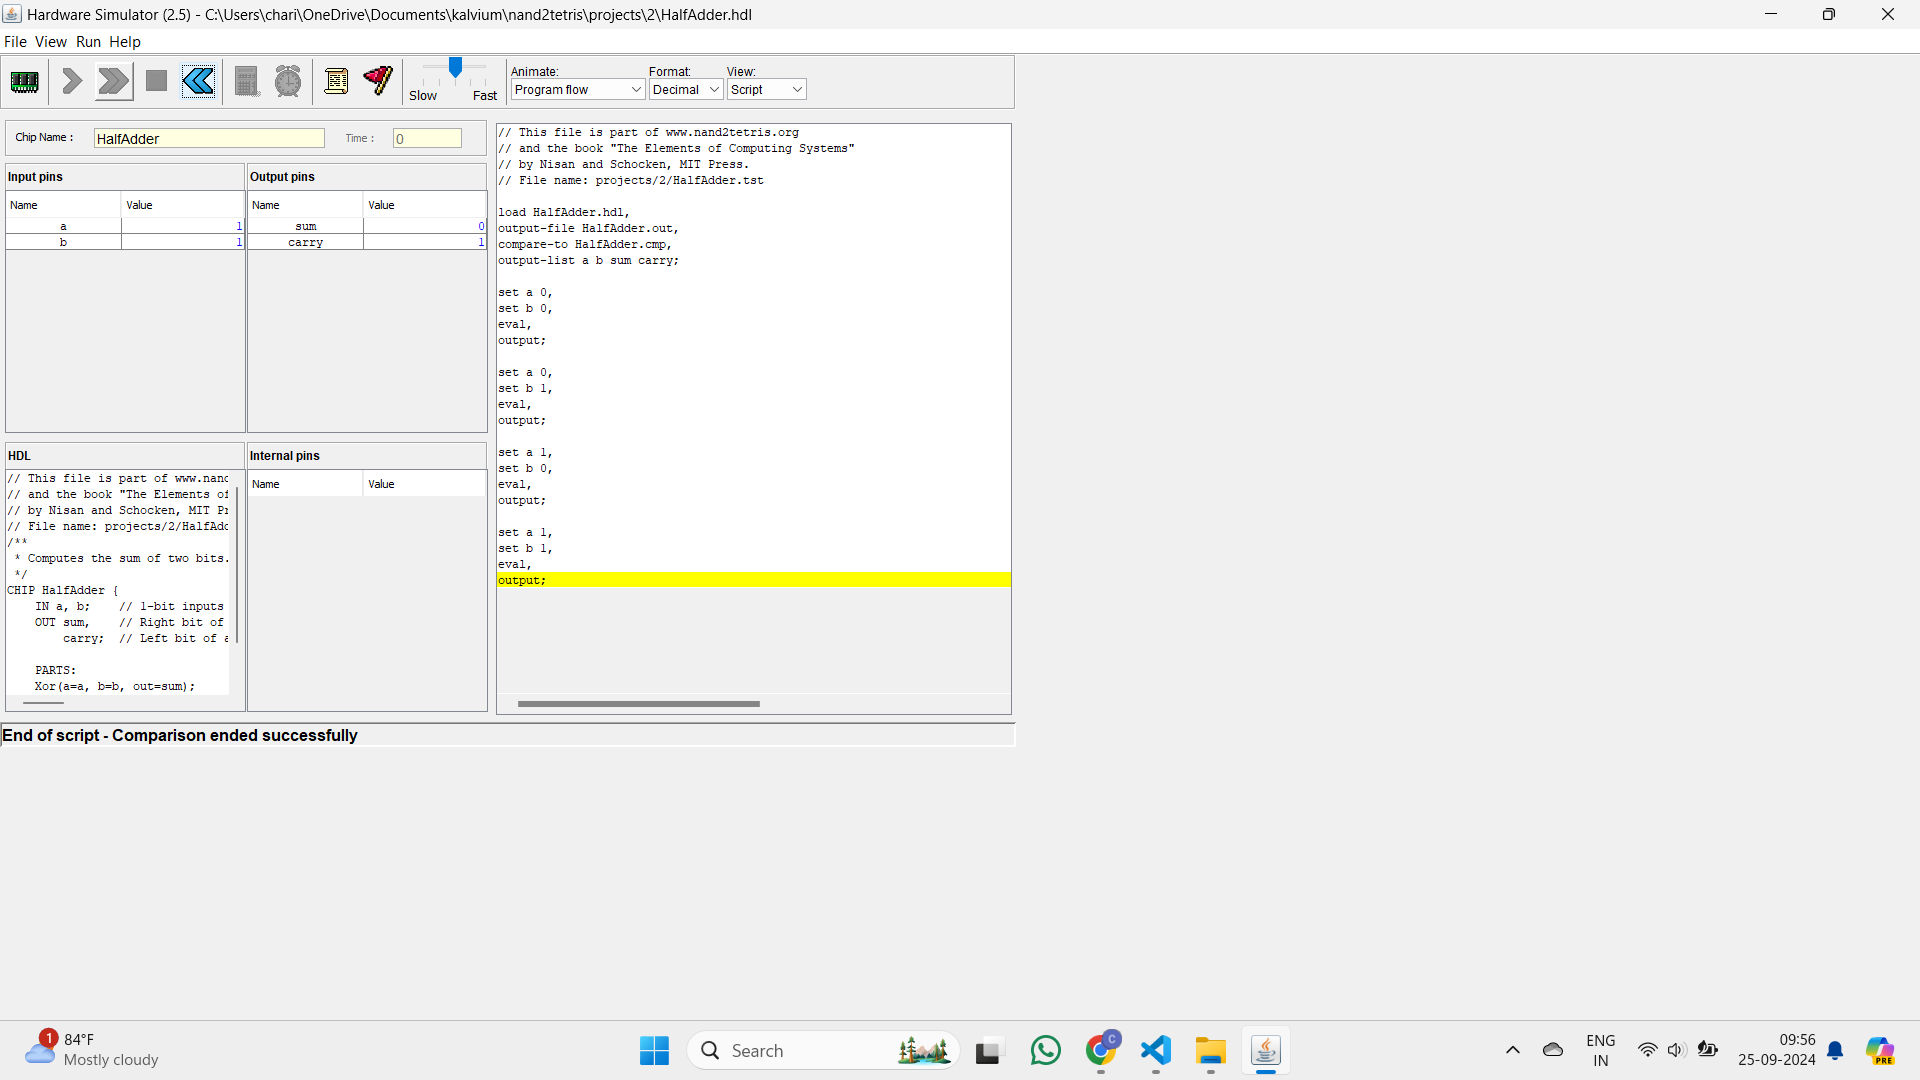 Hardware Simulator (2.5) - C:\Users\chari\OneDrive\Documents\kalvium\nand2tetris\projects\2\HalfAdder.hdl
File View Run Help
Slow Fast
Animate: Format: View:
Program flow Decimal Script
Chip Name : HalfAdder Time : 0
Input pins Output pins
Name Value Name Value
a 1 sum 0
b 1 carry 1
HDL Internal pins
Name Value
// This file is part of www.nand
// and the book "The Elements of
// by Nisan and Schocken, MIT Pr
// File name: projects/2/HalfAdd
/**
* Computes the sum of two bits.
*/
CHIP HalfAdder {
IN a, b; // 1-bit inputs
OUT sum, // Right bit of
carry; // Left bit of a
PARTS:
Xor(a=a, b=b, out=sum);
// This file is part of www.nand2tetris.org
// and the book "The Elements of Computing Systems"
// by Nisan and Schocken, MIT Press.
// File name: projects/2/HalfAdder.tst
load HalfAdder.hdl,
output-file HalfAdder.out,
compare-to HalfAdder.cmp,
output-list a b sum carry;
set a 0,
set b 0,
eval,
output;
set a 0,
set b 1,
eval,
output;
set a 1,
set b 0,
eval,
output;
set a 1,
set b 1,
eval,
output;
End of script - Comparison ended successfully
1
84°F
Mostly cloudy
Search
C
ENG
IN
09:56
25-09-2024
PRE